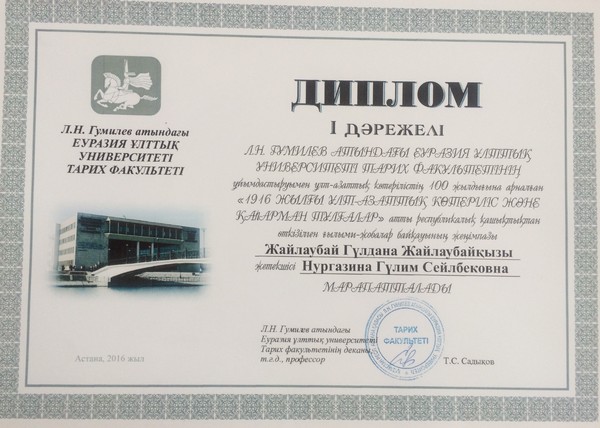 Л.Н. Гумилев атындағы
ЕУРАЗИЯ ҰЛТТЫҚ
УНИВЕРСИТЕТІ
ТАРИХ ФАКУЛЬТЕТІ
ДИПЛОМ
І ДӘРЕЖЕЛІ
Л.Н. ГУМИЛЕВ АТЫНДАҒЫ ЕУРАЗИЯ ҰЛТТЫҚ
УНИВЕРСИТЕТІ ТАРИХ ФАКУЛЬТЕТІНІҢ
ұйымдастыруымен ұлт-азаттық көтерілістің 100 жылдығына арналған
«1916 ЖЫЛҒЫ ҰЛТ-АЗАТТЫҚ КӨТЕРІЛІС ЖӘНЕ
ҚАҺАРМАН ТҰЛҒАЛАР» атты республикалық қашықтықтан
өткізілген ғылыми-жобалар байқауының жеңімпазы
Жайлаубай Гүлдана Жайлаубайқызы
жетекшісі Нургазина Гүлим Сейлбековна
МАРАПАТТАЛАДЫ
Л.Н. Гумилев атындағы
Еуразия ұлттық университеті
Тарих факультетінің деканы,
т.ғ.д., профессор
ТАРИХ
ФАКУЛЬТЕТІ
Т.С. Садыков
Астана, 2016 жыл